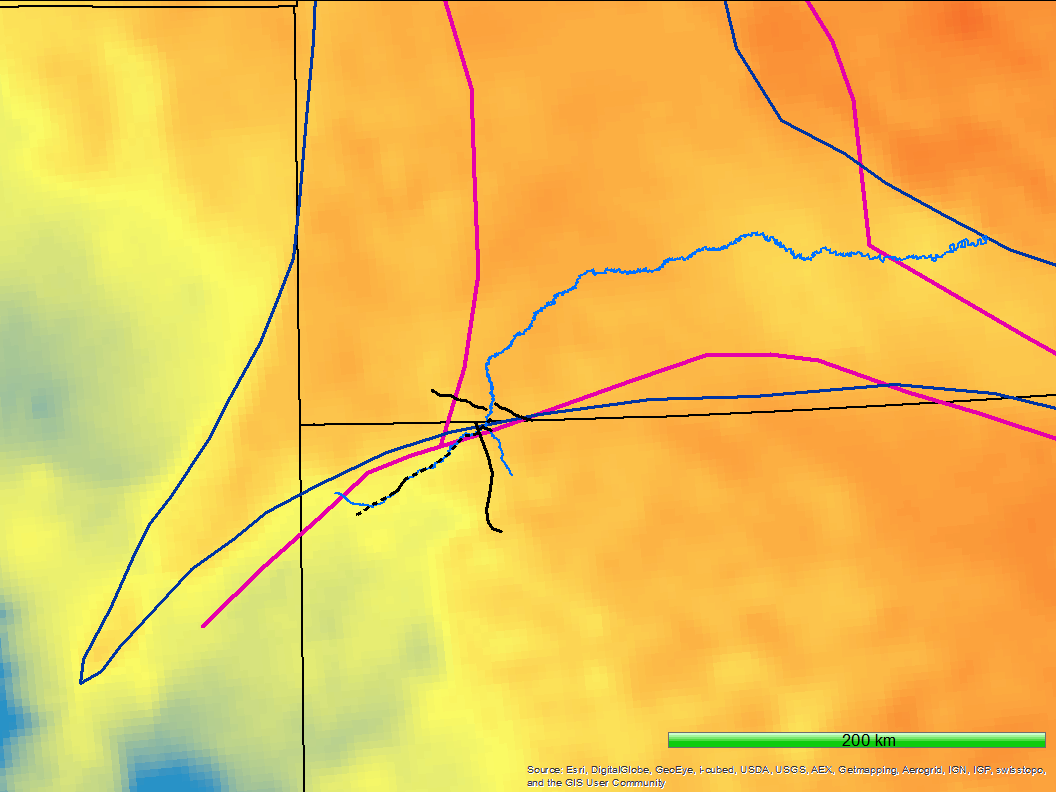 200 km
Source: Esri, DigitalGlobe, GeoEye, i-cubed, USDA, USGS, AEX, Getmapping, Aerogrid, IGN, IGP, swisstopo,
and the GIS User Community